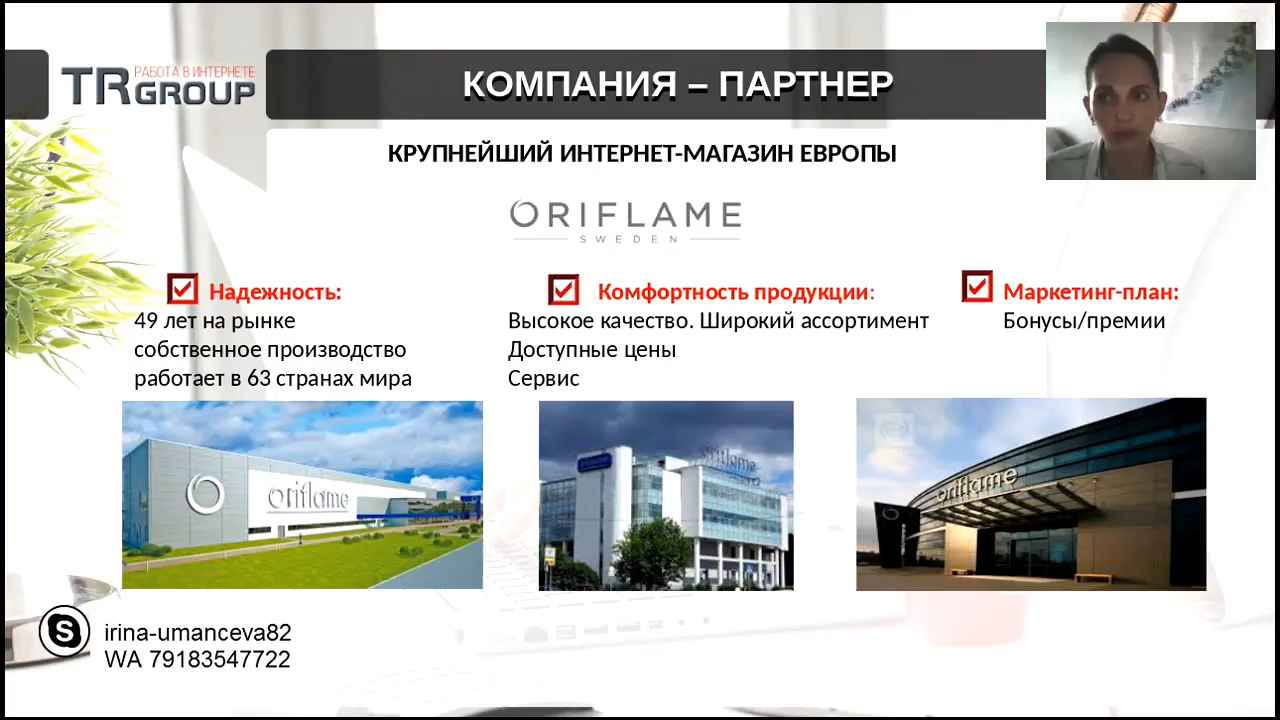 РАБОТА В ИНТЕРНЕТЕ
TR GROUP
КОМПАНИЯ – ПАРТНЕР
КРУПНЕЙШИЙ ИНТЕРНЕТ-МАГАЗИН ЕВРОПЫ
ORIFLAME
SWEDEN
Надежность:
49 лет на рынке
собственное производство
работает в 63 странах мира
Комфортность продукции:
Высокое качество. Широкий ассортимент
Доступные цены
Сервис
Маркетинг-план:
Бонусы/премии
oriflame
oriflame
oriflame
irina-umanceva82
WA 79183547722